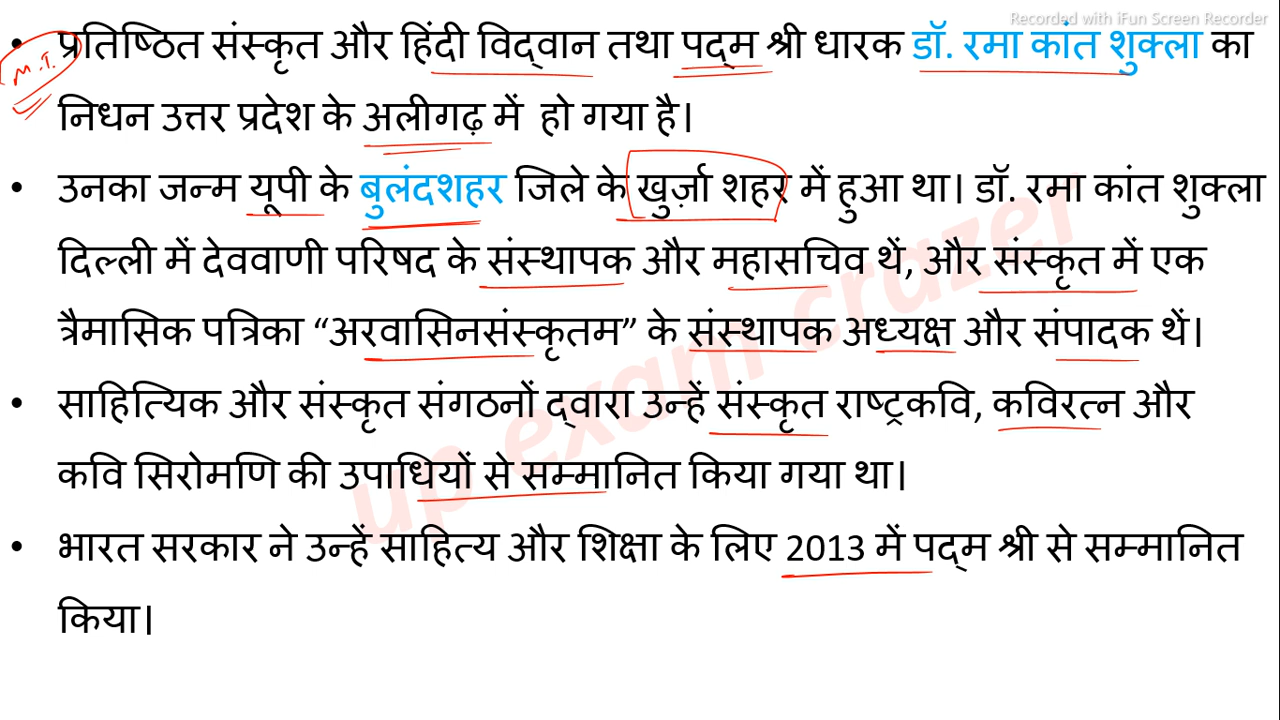 Recorded with iFun Screen Recorder
• प्रतिष्ठित संस्कृत और हिंदी विद्वान तथा पद्म श्री धारक डॉ. रमा कांत शुक्ला का
M.I.
निधन उत्तर प्रदेश के अलीगढ़ में हो गया है।
• उनका जन्म यूपी के बुलंदशहर जिले के खुर्ज़ा शहर में हुआ था। डॉ. रमा कांत शुक्ला
दिल्ली में देववाणी परिषद के संस्थापक और महासचिव थें, और संस्कृत में एक
त्रैमासिक पत्रिका “अरवासिनसंस्कृतम” के संस्थापक अध्यक्ष और संपादक थें।
• साहित्यिक और संस्कृत संगठनों द्वारा उन्हें संस्कृत राष्ट्रकवि, कविरत्न और
कवि सिरोमणि की उपाधियों से सम्मानित किया गया था।
• भारत सरकार ने उन्हें साहित्य और शिक्षा के लिए 2013 में पद्म श्री से सम्मानित
किया।
up exam crazer